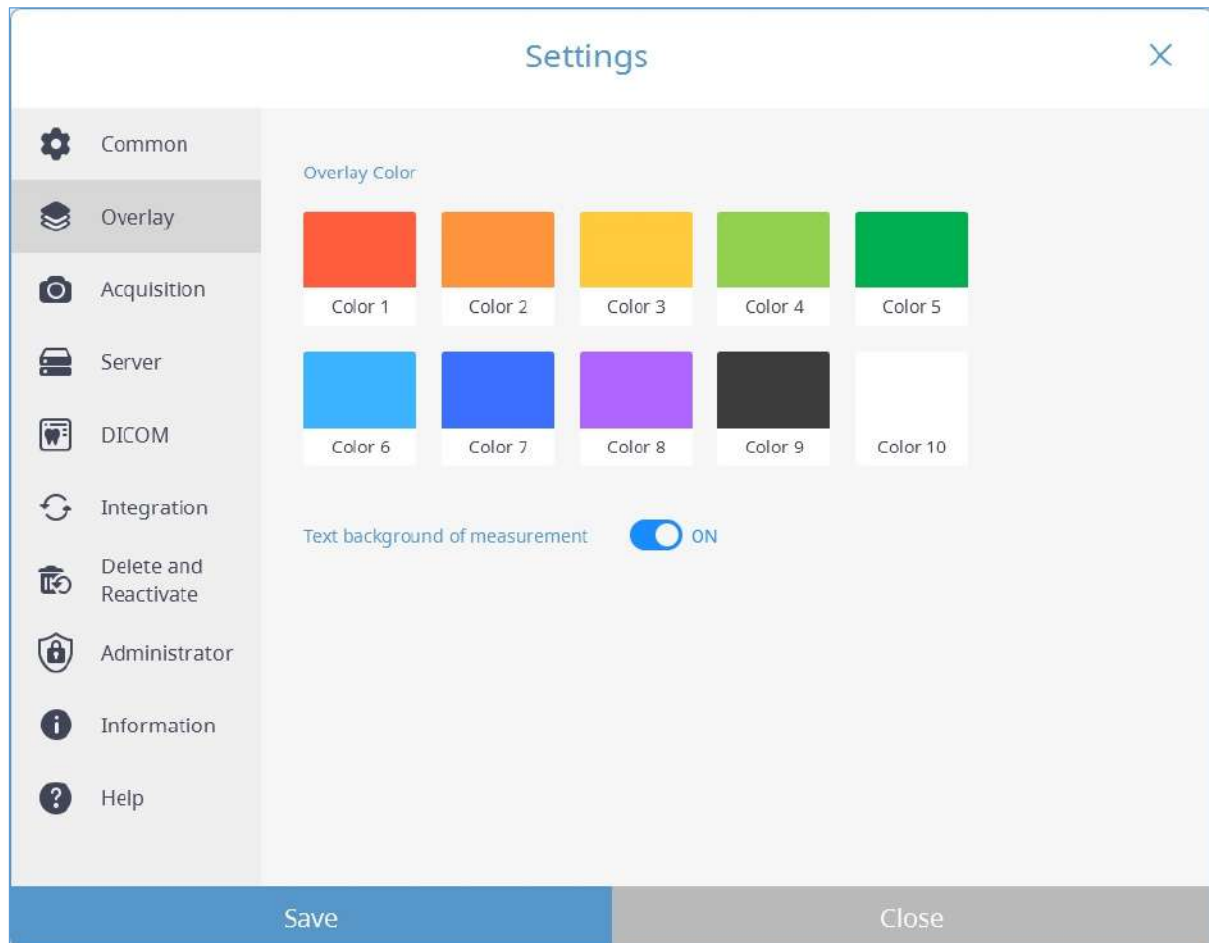 Settings
Common
Overlay
Acquisition
Server
DICOM
Integration
Delete and
Reactivate
Administrator
Information
Help
Overlay Color
Color 1
Color 2
Color 3
Color 4
Color 5
Color 6
Color 7
Color 8
Color 9
Color 10
Text background of measurement
ON
Save
Close